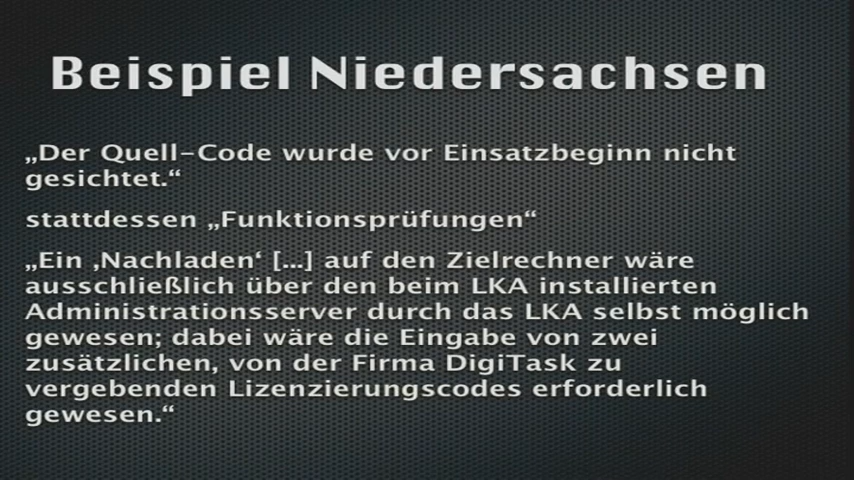 Beispiel Niedersachsen
„Der Quell-Code wurde vor Einsatzbeginn nicht
gesichtet.“
stattdessen „Funktionsprüfungen“
„Ein ‚Nachladen‘ [...] auf den Zielrechner wäre
ausschließlich über den beim LKA installierten
Administrationsserver durch das LKA selbst möglich
gewesen; dabei wäre die Eingabe von zwei
zusätzlichen, von der Firma DigiTask zu
vergebenden Lizenzierungscodes erforderlich
gewesen.“